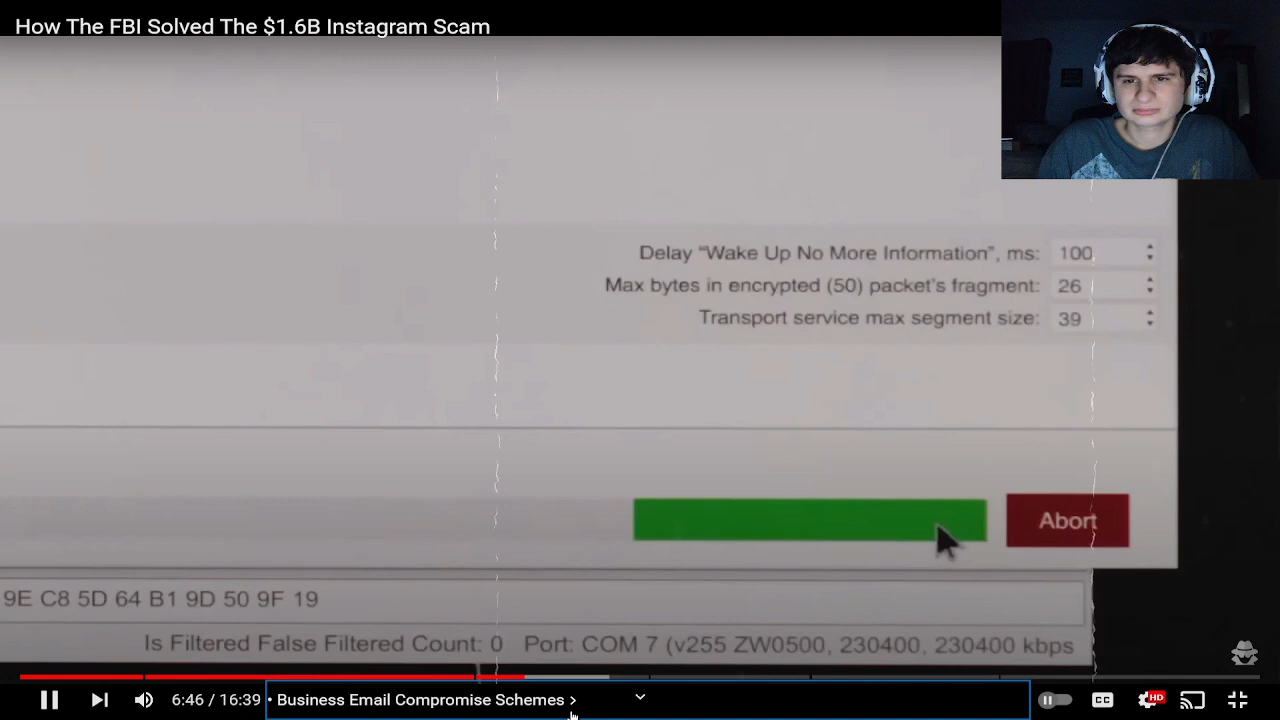 How The FBI Solved The $1.6B Instagram Scam
Delay “Wake Up No More Information”, ms: 100
Max bytes in encrypted (50) packet's fragment: 26
Transport service max segment size: 39
Abort
9E C8 5D 64 B1 9D 50 9F 19
Is Filtered False Filtered Count: 0 Port: COM 7 (v255 ZW0500, 230400, 230400 kbps
6:46 / 16:39 • Business Email Compromise Schemes >
CC
HD